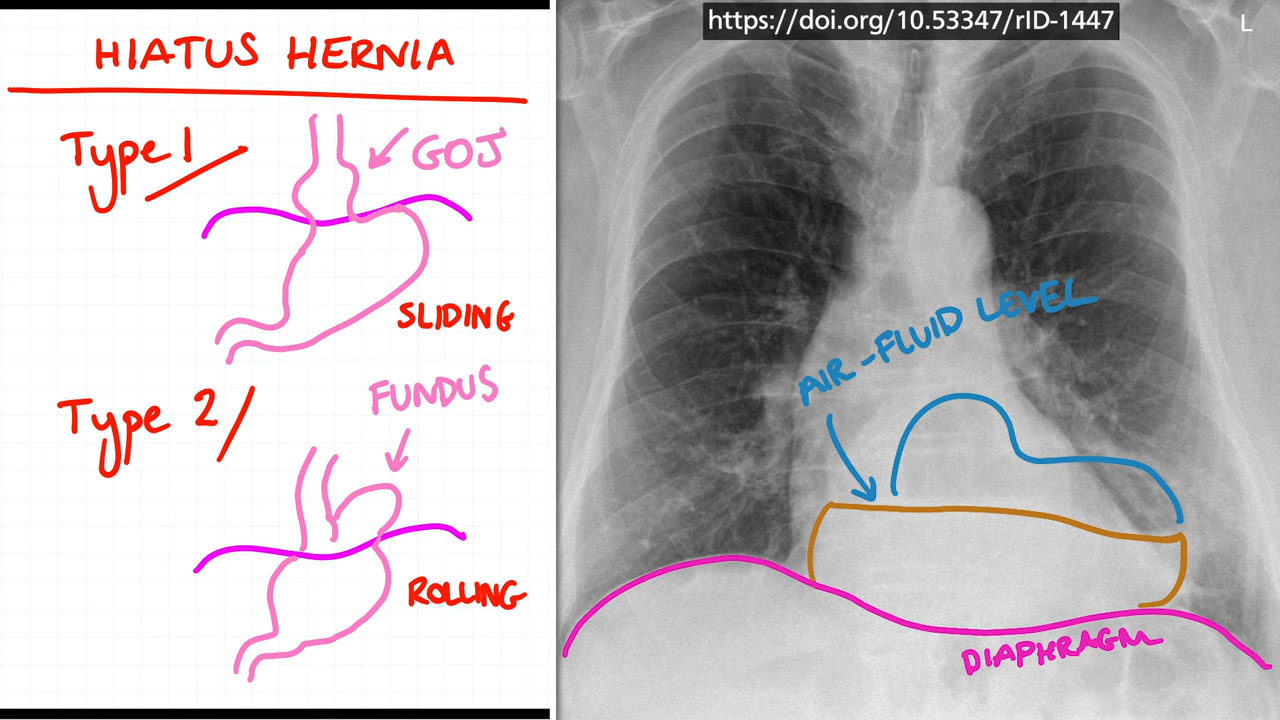 HIATUS HERNIA
Type 1
GOJ
SLIDING
Type 2
FUNDUS
ROLLING
https://doi.org/10.53347/rID-1447
L
AIR-FLUID LEVEL
DIAPHRAGM